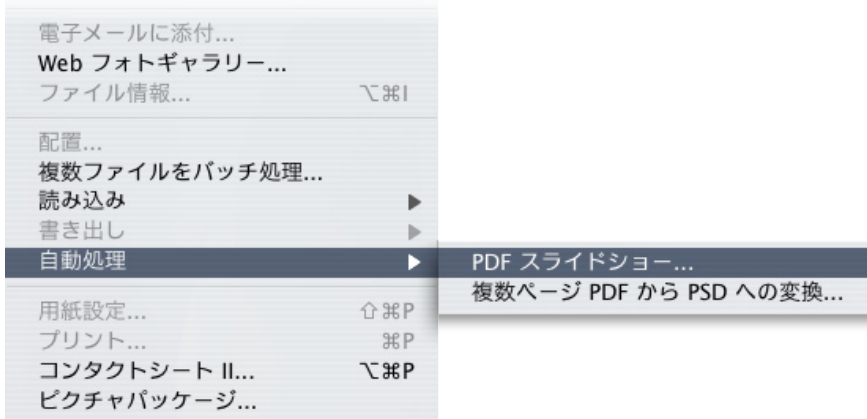 電子メールに添付...
Web フォトギャラリー...
ファイル情報... ⌥⌘I
配置...
複数ファイルをバッチ処理...
読み込み ▶
書き出し ▶
自動処理 ▶
PDF スライドショー...
複数ページ PDF から PSD への変換...
用紙設定... ⇧⌘P
プリント... ⌘P
コンタクトシート II... ⌥⌘P
ピクチャパッケージ...